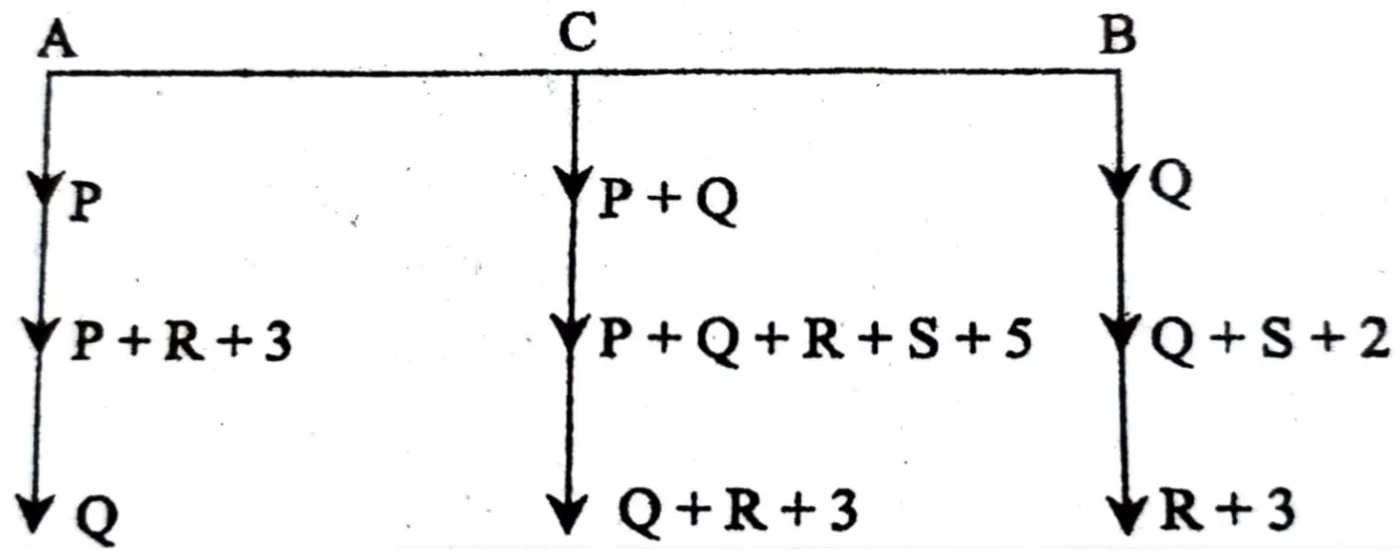 A C B
P P + Q Q
P + R + 3 P + Q + R + S + 5 Q + S + 2
Q Q + R + 3 R + 3